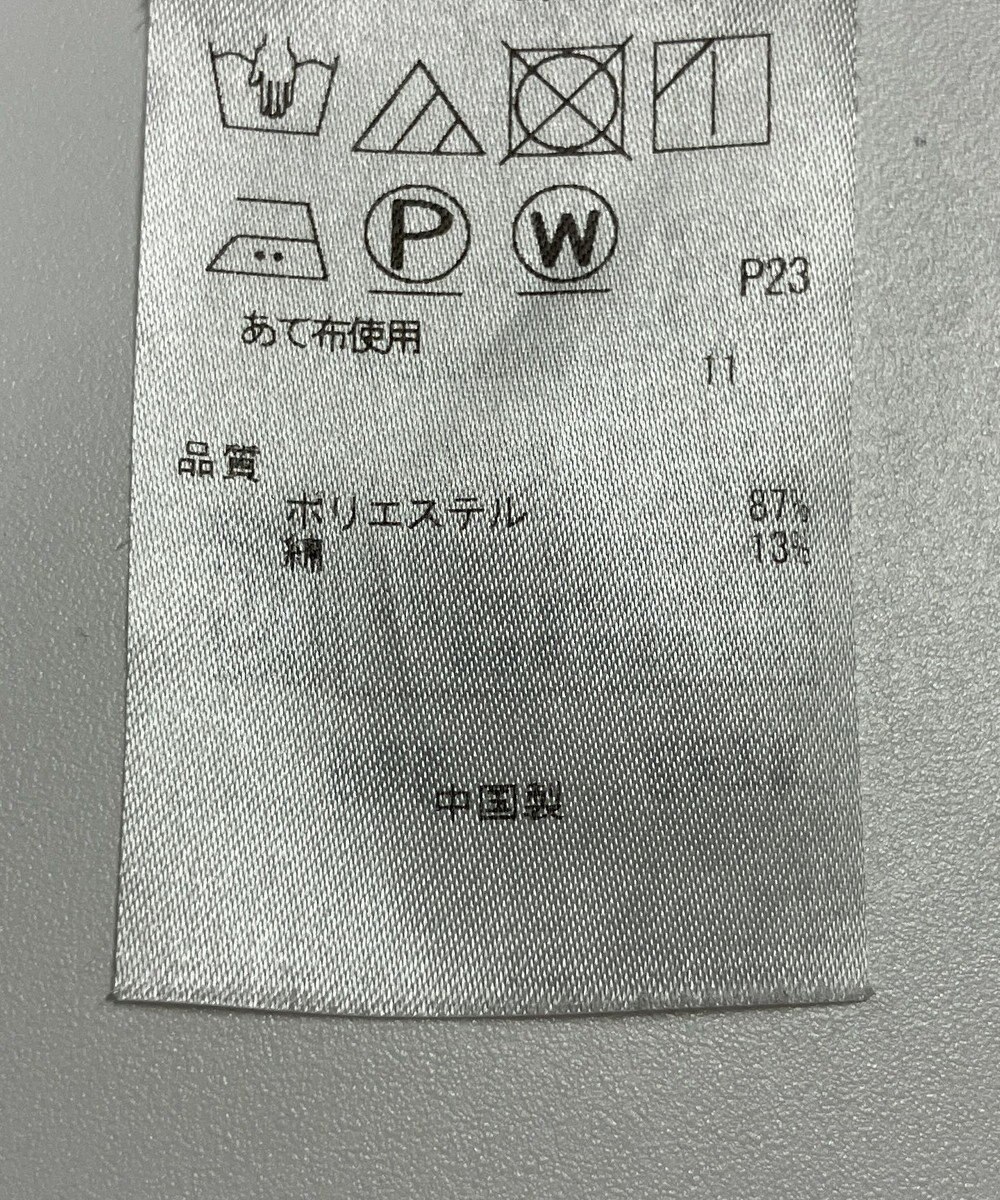 P W
P23
あて布使用
11
品質
ポリエステル 87%
綿 13%
中国製